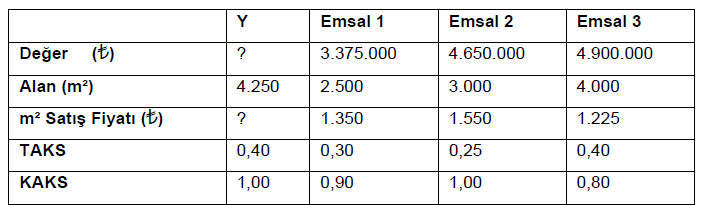 Y Emsal 1 Emsal 2 Emsal 3
Değer (₺) ? 3.375.000 4.650.000 4.900.000
Alan (m²) 4.250 2.500 3.000 4.000
m² Satış Fiyatı (₺) ? 1.350 1.550 1.225
TAKS 0,40 0,30 0,25 0,40
KAKS 1,00 0,90 1,00 0,80